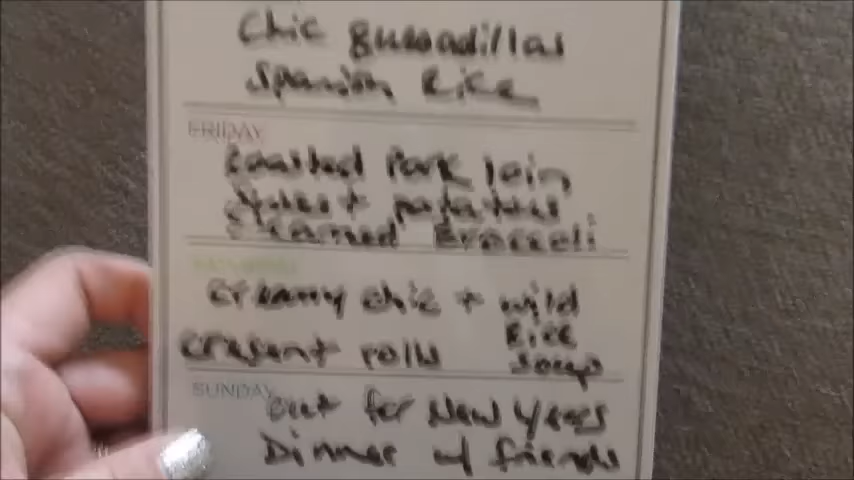 Chic Quesadillas
Spanish Rice
FRIDAY
Roasted Pork loin
potatoes
Steamed Broccoli
SATURDAY
creamy chic + wild
Rice
cresent rolls soup
SUNDAY
out for New Years
Dinner w/ friends